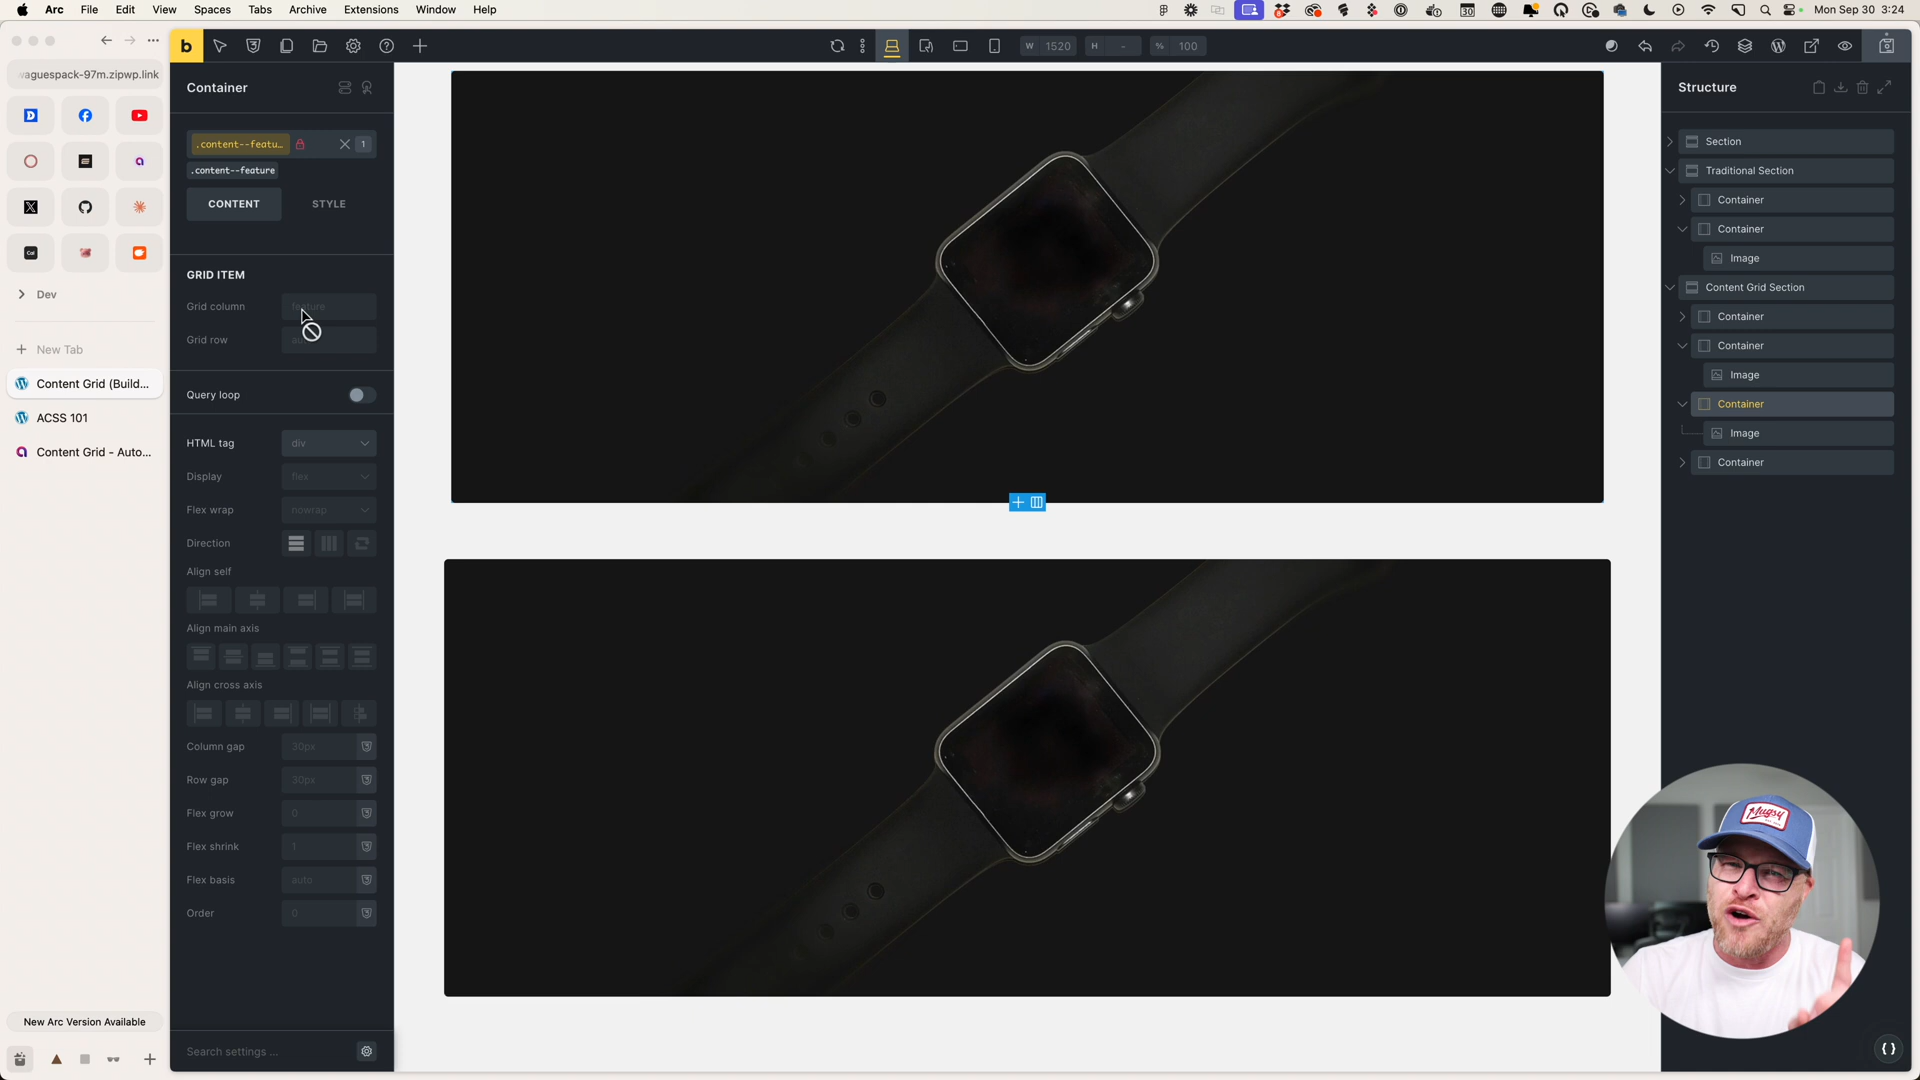 Arc File Edit View Spaces Tabs Archive Extensions Window Help
Mon Sep 30 3:24
vaguespack-97m.zipwp.link
Dev
New Tab
Content Grid (Build...
ACSS 101
Content Grid - Auto...
New Arc Version Available
b
W 1520 H - % 100
Container
.content--featu... 1
.content--feature
CONTENT STYLE
GRID ITEM
Grid column feature
Grid row
Query loop
HTML tag div
Display flex
Flex wrap nowrap
Direction
Align self
Align main axis
Align cross axis
Column gap 30px
Row gap 30px
Flex grow 0
Flex shrink 1
Flex basis auto
Order 0
Search settings ...
Structure
Section
Traditional Section
Container
Container
Image
Content Grid Section
Container
Container
Image
Container
Image
Container
Mugsy